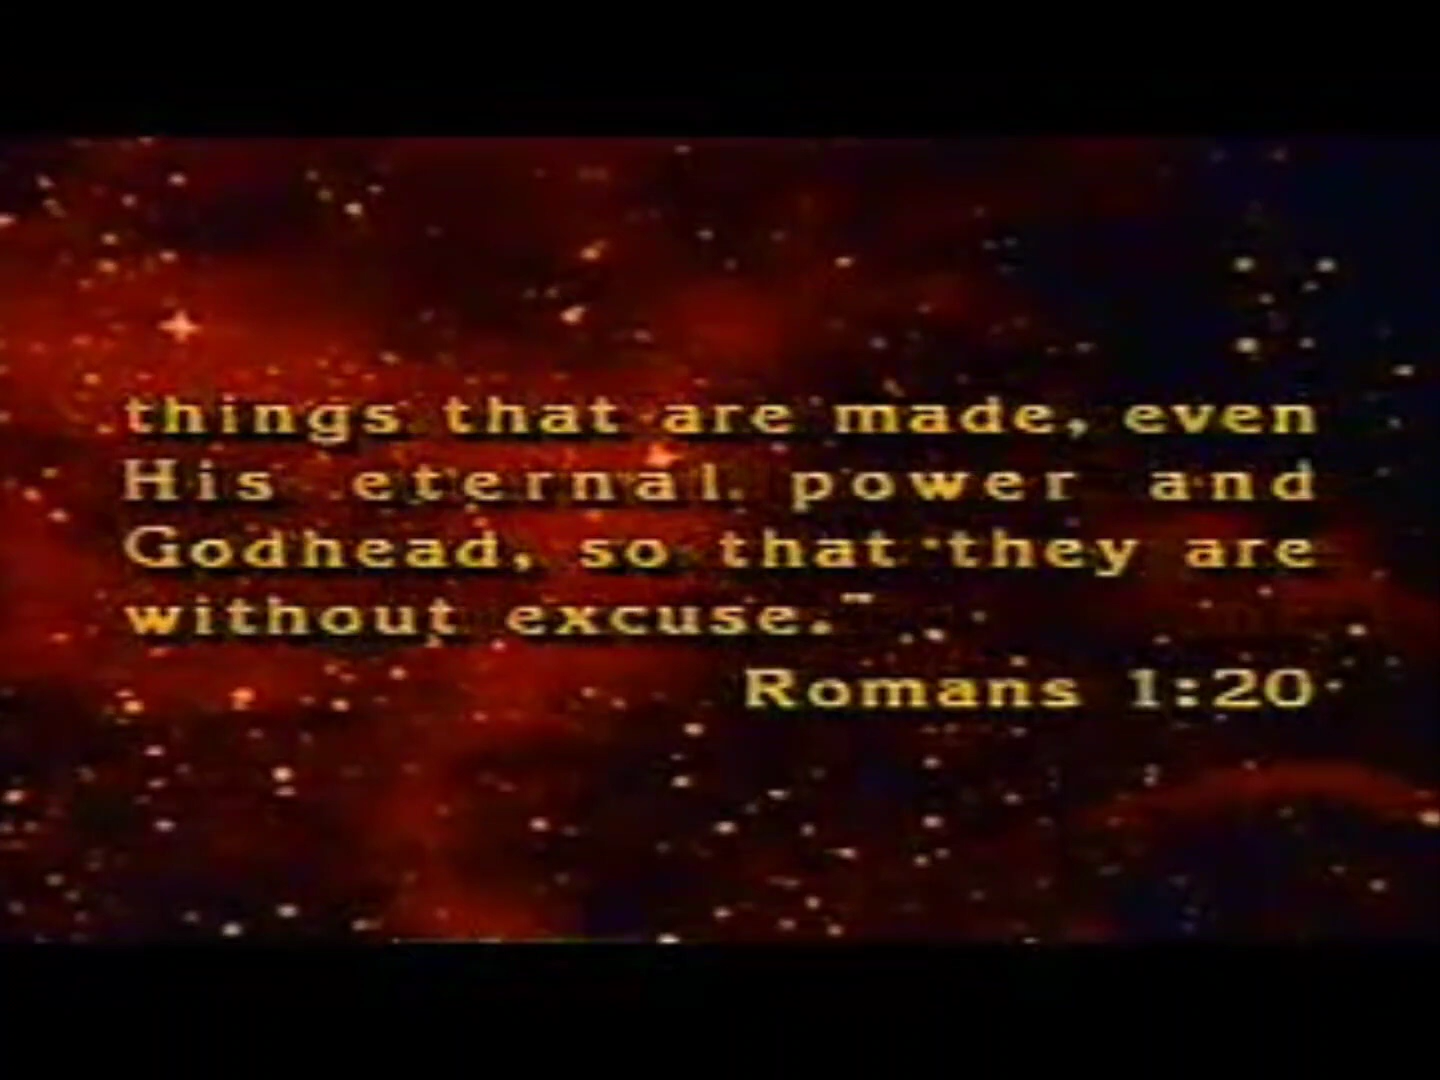 things that are made, even
His eternal power and
Godhead, so that they are
without excuse."
Romans 1:20